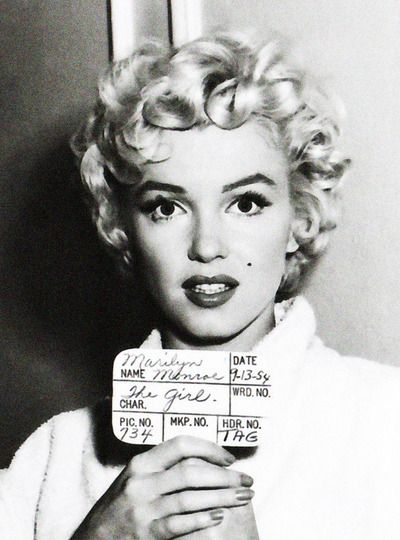 Marilyn DATE
NAME Monroe 9-13-54
The girl. WRD. NO.
CHAR.
PIC. NO. MKP. NO. HDR. NO.
734 TAG